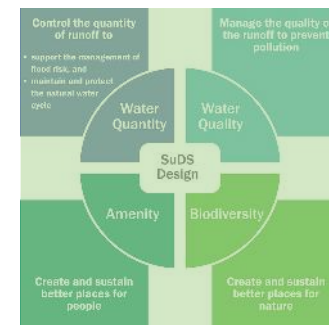 Control the quantity
of runoff to
• support the management of
flood risk, and
• maintain and protect
the natural water
cycle
Manage the quality of
the runoff to prevent
pollution
Water
Quantity
Water
Quality
SuDS
Design
Amenity
Biodiversity
Create and sustain
better places for
people
Create and sustain
better places for
nature